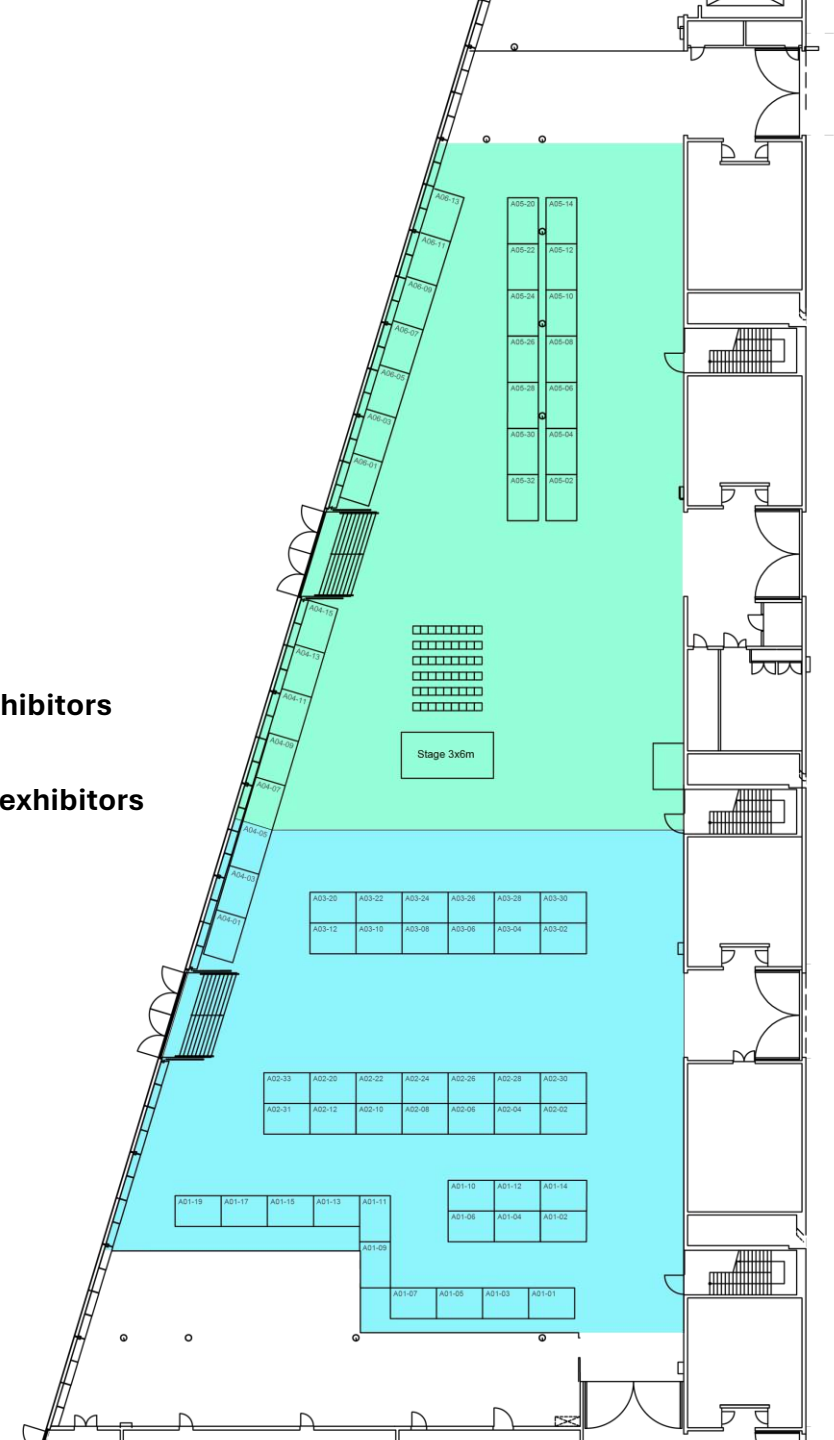 A06-13
A05-20 A05-14
A06-11
A05-22 A05-12
A06-09
A05-24 A05-10
A06-07
A05-26 A05-08
A06-05
A05-28 A05-06
A06-03
A05-30 A05-04
A06-01
A05-32 A05-02
A04-15
A04-13
A04-11
hibitors
A04-09
Stage 3x6m
A04-07
exhibitors
A04-05
A04-03
A03-20 A03-22 A03-24 A03-26 A03-28 A03-30
A04-01
A03-12 A03-10 A03-08 A03-06 A03-04 A03-02
A02-33 A02-20 A02-22 A02-24 A02-26 A02-28 A02-30
A02-31 A02-12 A02-10 A02-08 A02-06 A02-04 A02-02
A01-10 A01-12 A01-14
A01-19 A01-17 A01-15 A01-13 A01-11
A01-06 A01-04 A01-02
A01-09
A01-07 A01-05 A01-03 A01-01